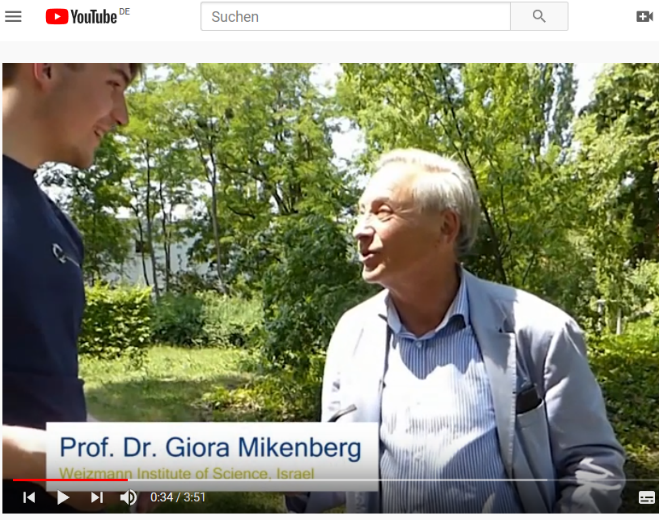 YouTube DE
Suchen
Prof. Dr. Giora Mikenberg
Weizmann Institute of Science, Israel
0:34 / 3:51